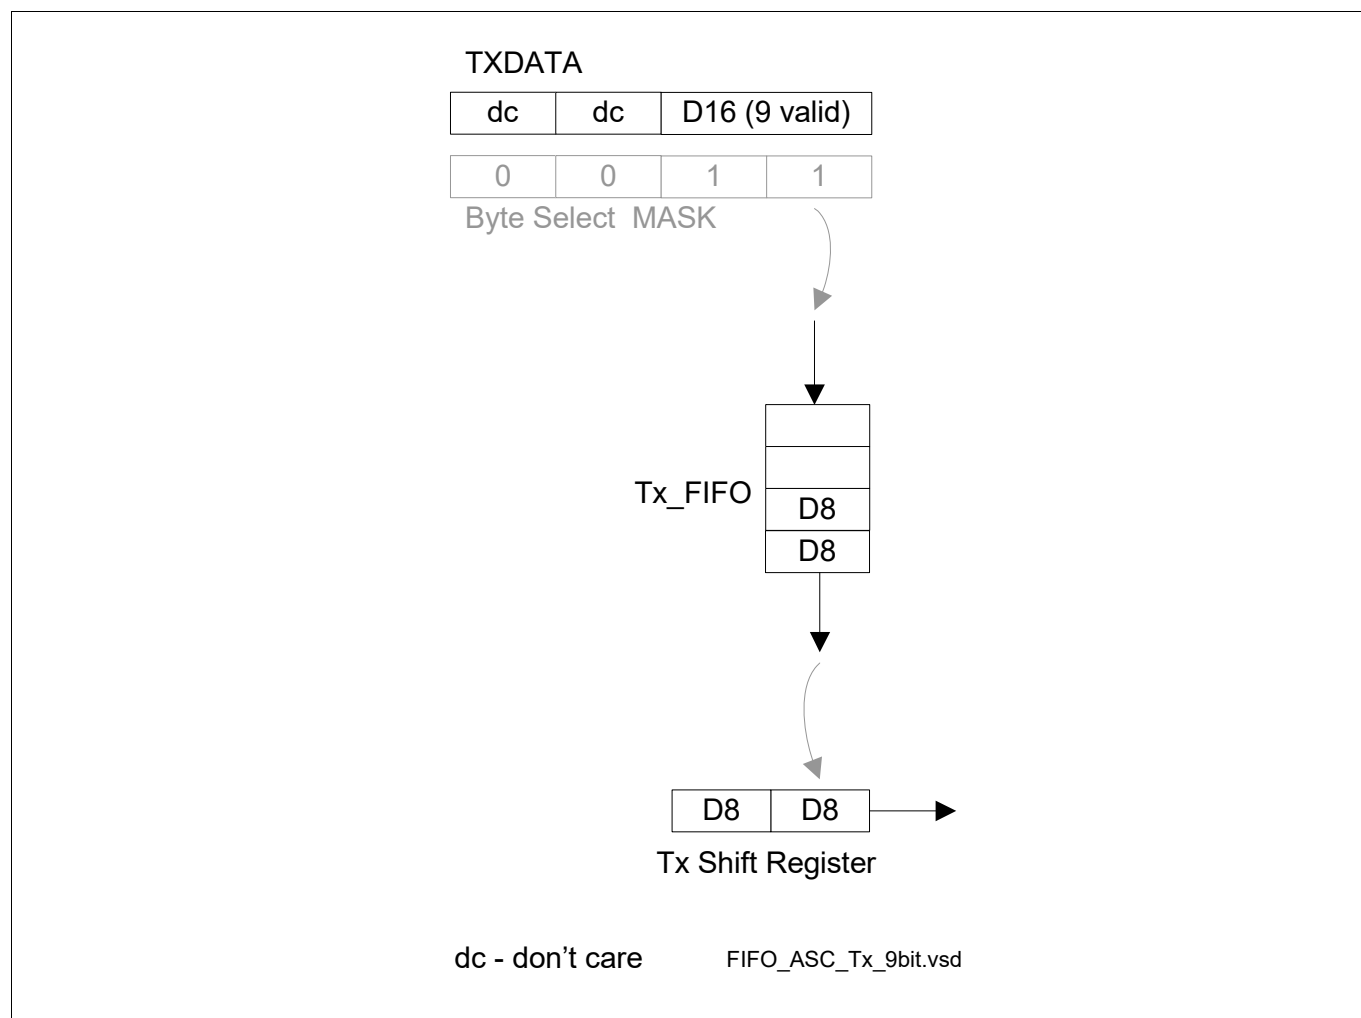 TXDATA
dc dc D16 (9 valid)
0 0 1 1
Byte Select MASK
Tx_FIFO
D8
D8
D8 D8
Tx Shift Register
dc - don’t care FIFO_ASC_Tx_9bit.vsd